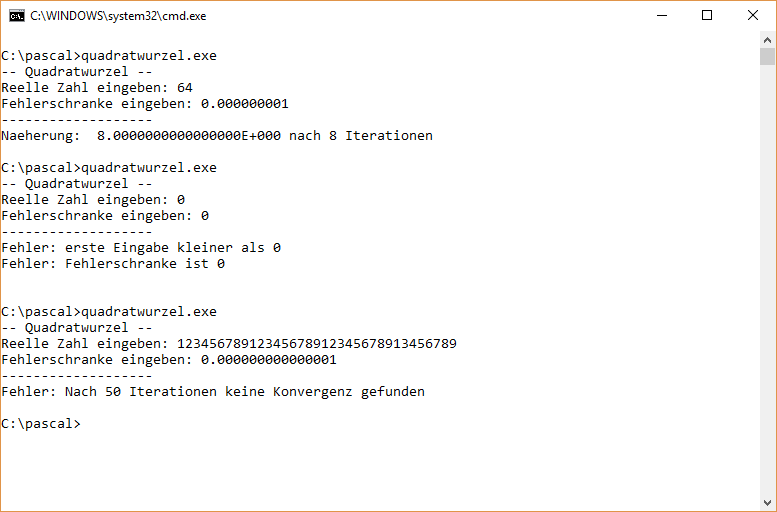 C:\WINDOWS\system32\cmd.exe
C:\pascal>quadratwurzel.exe
-- Quadratwurzel --
Reelle Zahl eingeben: 64
Fehlerschranke eingeben: 0.000000001
-------------------
Naeherung:  8.0000000000000000E+000 nach 8 Iterationen
C:\pascal>quadratwurzel.exe
-- Quadratwurzel --
Reelle Zahl eingeben: 0
Fehlerschranke eingeben: 0
-------------------
Fehler: erste Eingabe kleiner als 0
Fehler: Fehlerschranke ist 0
C:\pascal>quadratwurzel.exe
-- Quadratwurzel --
Reelle Zahl eingeben: 12345678912345678912345678913456789
Fehlerschranke eingeben: 0.000000000000001
-------------------
Fehler: Nach 50 Iterationen keine Konvergenz gefunden
C:\pascal>